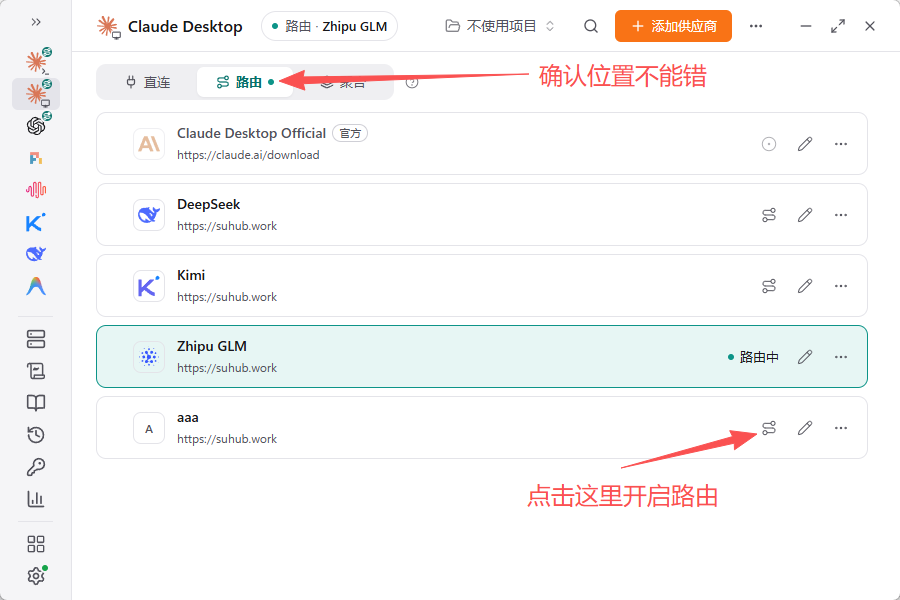 Claude Desktop
路由 · Zhipu GLM
不使用项目
添加供应商
直连
路由
确认位置不能错
Claude Desktop Official 官方
https://claude.ai/download
DeepSeek
https://suhub.work
Kimi
https://suhub.work
Zhipu GLM
https://suhub.work
路由中
A
aaa
https://suhub.work
点击这里开启路由